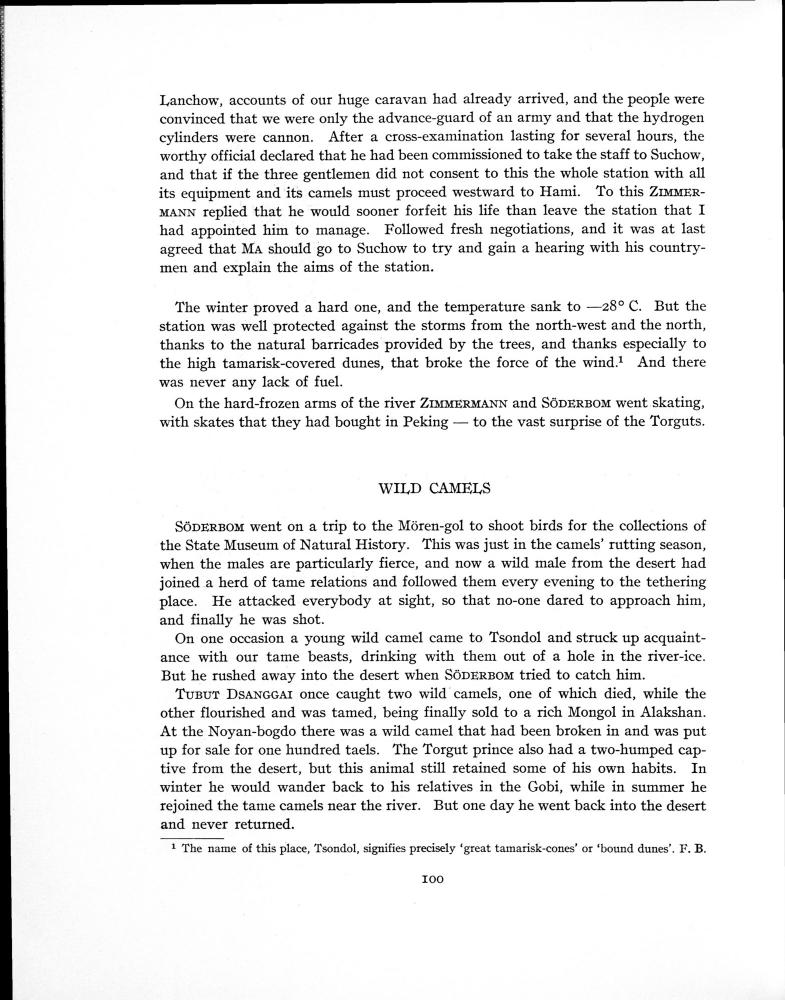 Lanchow, accounts of our huge caravan had already arrived, and the people were
convinced that we were only the advance-guard of an army and that the hydrogen
cylinders were cannon. After a cross-examination lasting for several hours, the
worthy official declared that he had been commissioned to take the staff to Suchow,
and that if the three gentlemen did not consent to this the whole station with all
its equipment and its camels must proceed westward to Hami. To this ZIMMER-
MANN replied that he would sooner forfeit his life than leave the station that I
had appointed him to manage. Followed fresh negotiations, and it was at last
agreed that MA should go to Suchow to try and gain a hearing with his country-
men and explain the aims of the station.
The winter proved a hard one, and the temperature sank to —28° C. But the
station was well protected against the storms from the north-west and the north,
thanks to the natural barricades provided by the trees, and thanks especially to
the high tamarisk-covered dunes, that broke the force of the wind.¹ And there
was never any lack of fuel.
On the hard-frozen arms of the river ZIMMERMANN and SÖDERBOM went skating,
with skates that they had bought in Peking — to the vast surprise of the Torguts.
WILD CAMELS
SÖDERBOM went on a trip to the Mören-gol to shoot birds for the collections of
the State Museum of Natural History. This was just in the camels' rutting season,
when the males are particularly fierce, and now a wild male from the desert had
joined a herd of tame relations and followed them every evening to the tethering
place. He attacked everybody at sight, so that no-one dared to approach him,
and finally he was shot.
On one occasion a young wild camel came to Tsondol and struck up acquaint-
ance with our tame beasts, drinking with them out of a hole in the river-ice.
But he rushed away into the desert when SÖDERBOM tried to catch him.
TUBUT DSANGGAI once caught two wild camels, one of which died, while the
other flourished and was tamed, being finally sold to a rich Mongol in Alakshan.
At the Noyan-bogdo there was a wild camel that had been broken in and was put
up for sale for one hundred taels. The Torgut prince also had a two-humped cap-
tive from the desert, but this animal still retained some of his own habits. In
winter he would wander back to his relatives in the Gobi, while in summer he
rejoined the tame camels near the river. But one day he went back into the desert
and never returned.
¹ The name of this place, Tsondol, signifies precisely 'great tamarisk-cones' or 'bound dunes'. F. B.
100